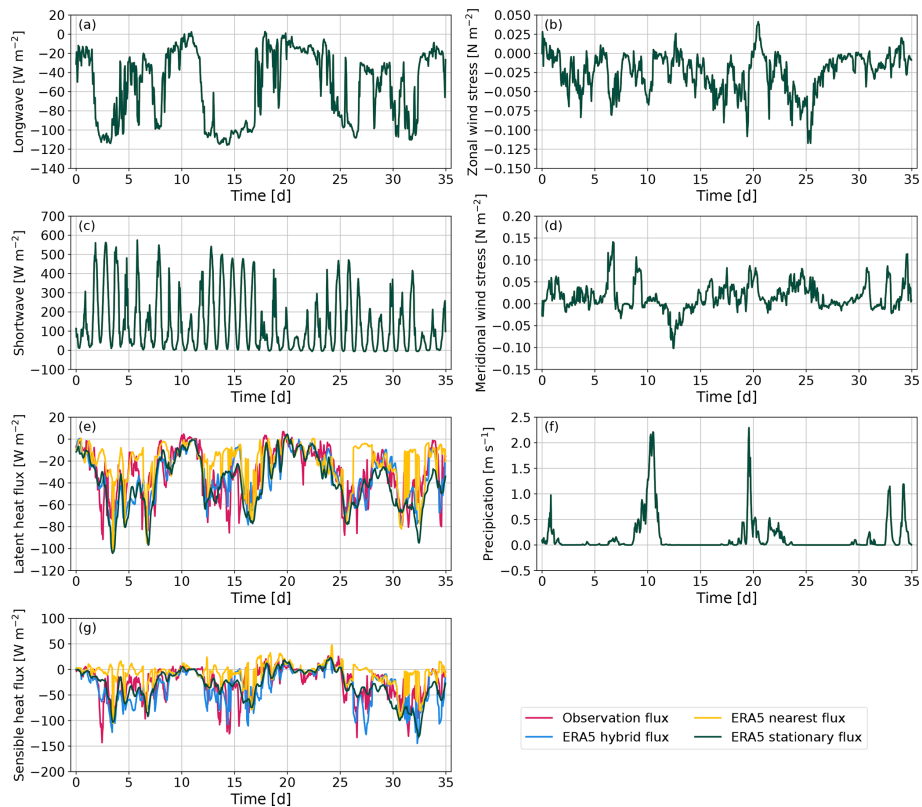 (a)
Longwave [W m⁻²]
20
0
−20
−40
−60
−80
−100
−120
−140
0 5 10 15 20 25 30 35
Time [d]
(b)
Zonal wind stress [N m⁻²]
0.050
0.025
0.000
−0.025
−0.050
−0.075
−0.100
−0.125
−0.150
0 5 10 15 20 25 30 35
Time [d]
(c)
Shortwave [W m⁻²]
700
600
500
400
300
200
100
0
−100
0 5 10 15 20 25 30 35
Time [d]
(d)
Meridional wind stress [N m⁻²]
0.20
0.15
0.10
0.05
0.00
−0.05
−0.10
−0.15
0 5 10 15 20 25 30 35
Time [d]
(e)
Latent heat flux [W m⁻²]
20
0
−20
−40
−60
−80
−100
−120
0 5 10 15 20 25 30 35
Time [d]
(f)
Precipication [m s⁻¹]
2.5
2.0
1.5
1.0
0.5
0.0
−0.5
0 5 10 15 20 25 30 35
Time [d]
(g)
Sensible heat flux [W m⁻²]
100
50
0
−50
−100
−150
−200
0 5 10 15 20 25 30 35
Time [d]
Observation flux
ERA5 hybrid flux
ERA5 nearest flux
ERA5 stationary flux